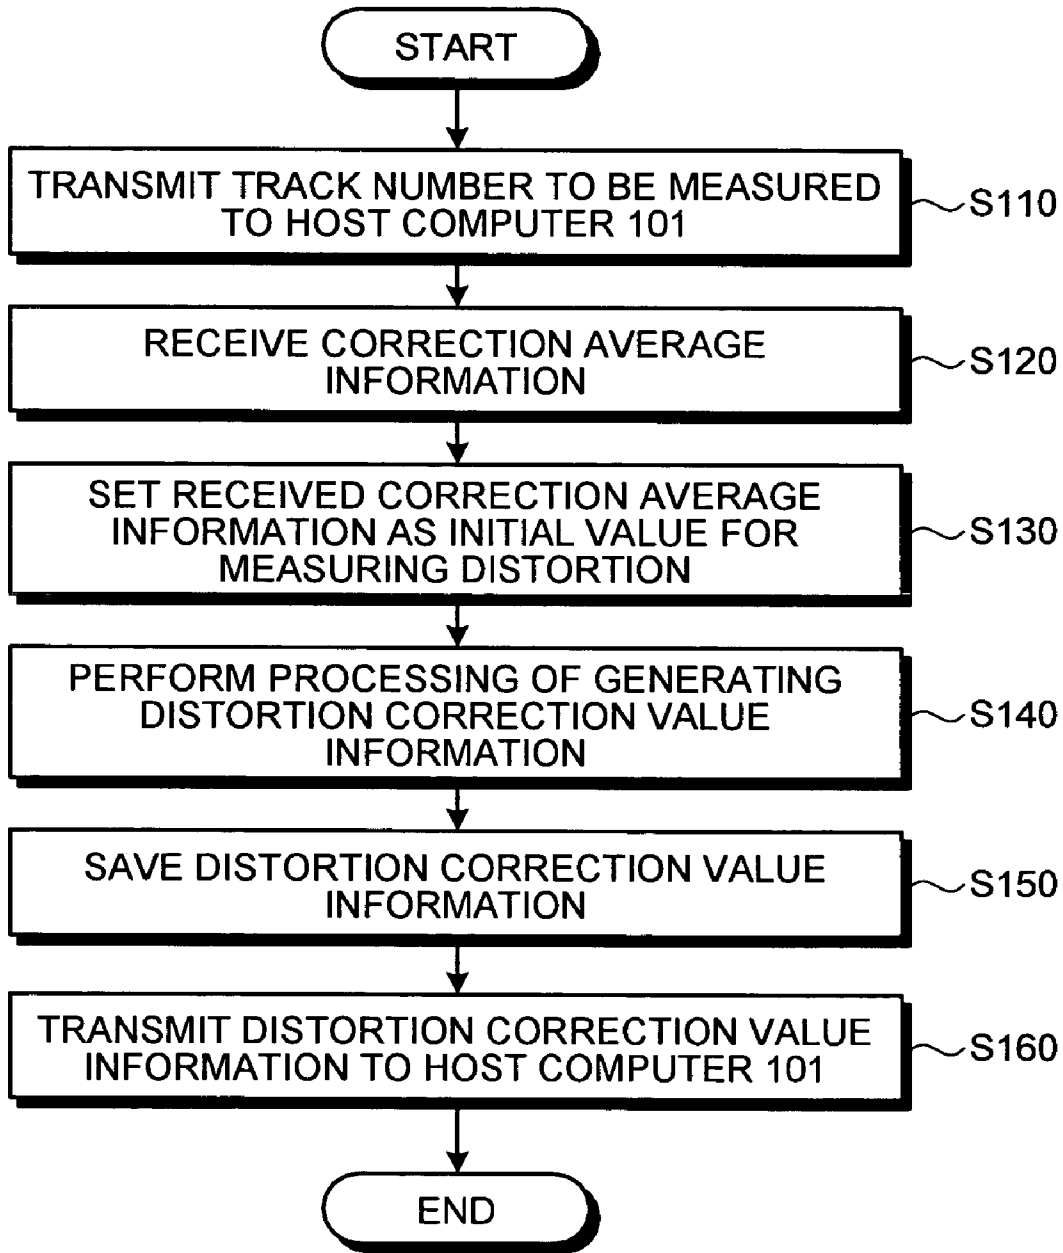 START
TRANSMIT TRACK NUMBER TO BE MEASURED
TO HOST COMPUTER 101
S110
RECEIVE CORRECTION AVERAGE
INFORMATION
S120
SET RECEIVED CORRECTION AVERAGE
INFORMATION AS INITIAL VALUE FOR
MEASURING DISTORTION
S130
PERFORM PROCESSING OF GENERATING
DISTORTION CORRECTION VALUE
INFORMATION
S140
SAVE DISTORTION CORRECTION VALUE
INFORMATION
S150
TRANSMIT DISTORTION CORRECTION VALUE
INFORMATION TO HOST COMPUTER 101
S160
END